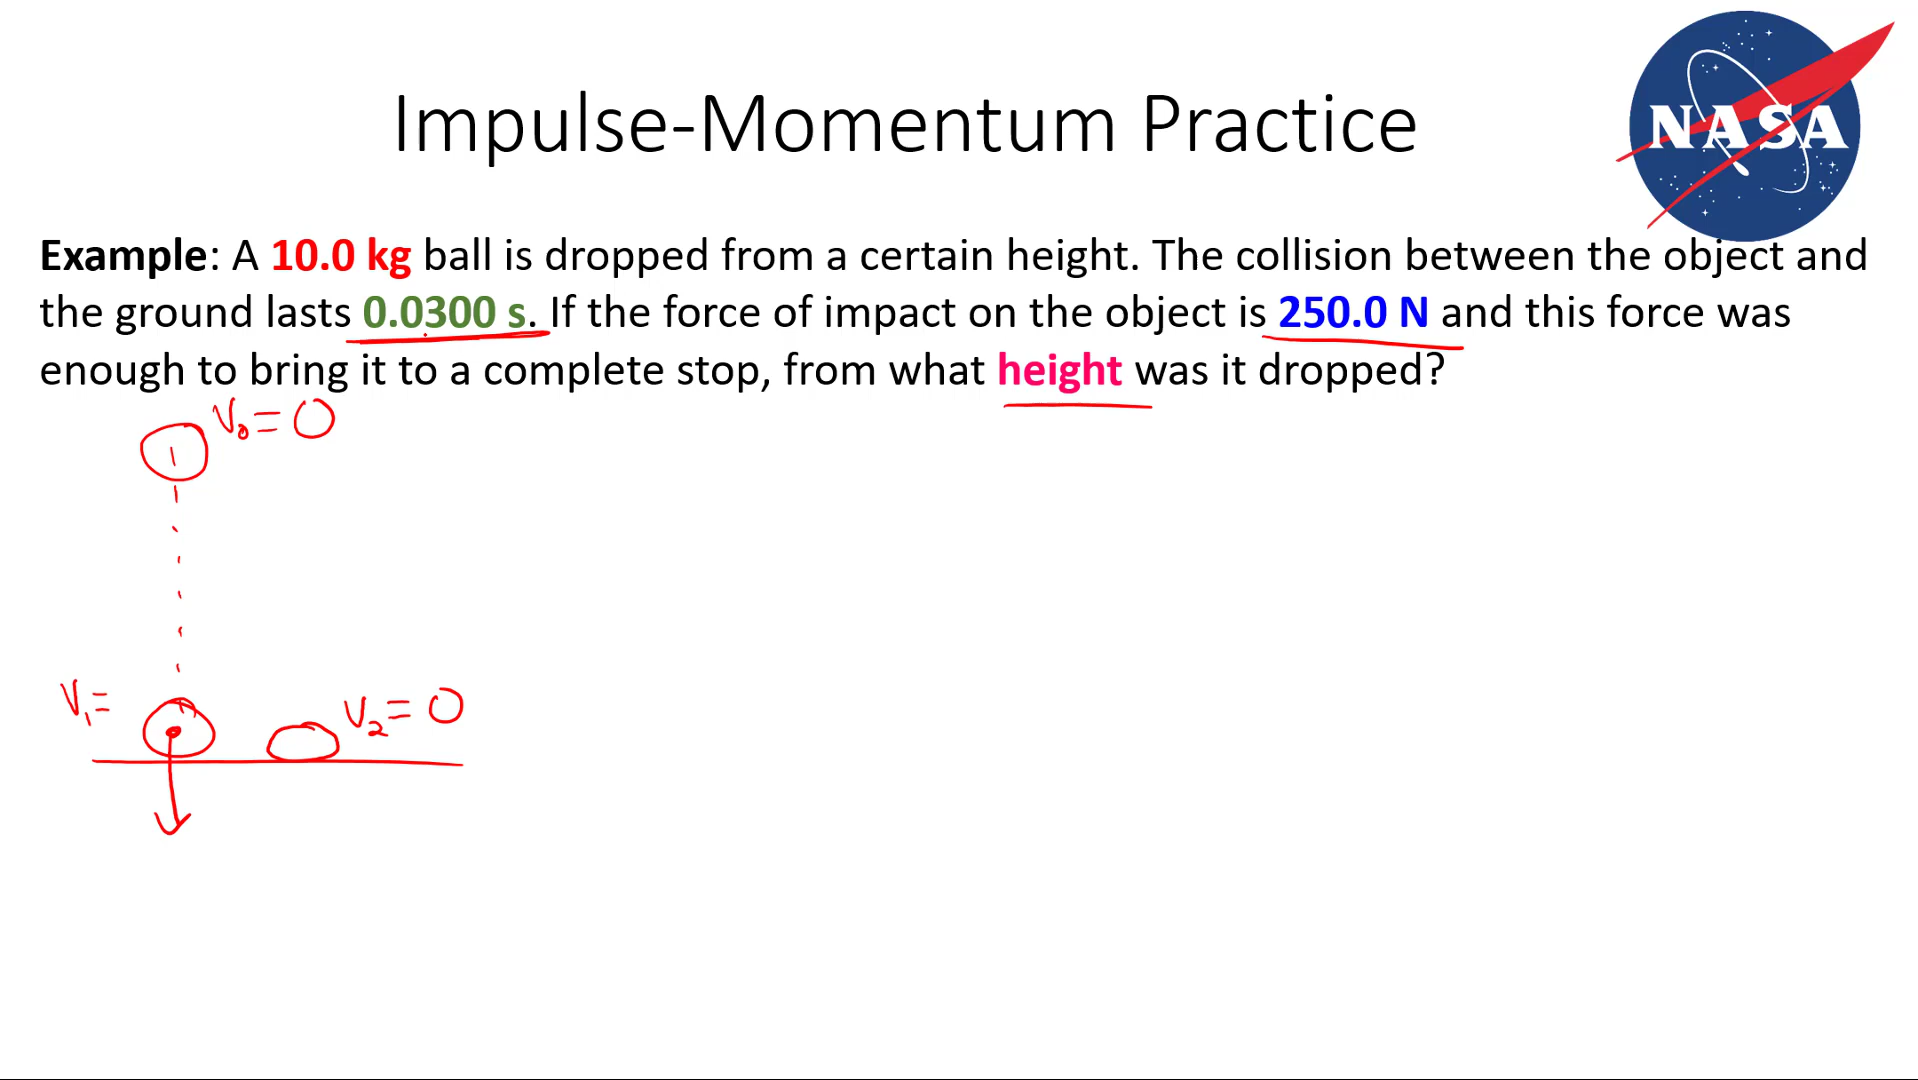 NASA
Impulse-Momentum Practice
Example: A 10.0 kg ball is dropped from a certain height. The collision between the object and
the ground lasts 0.0300 s. If the force of impact on the object is 250.0 N and this force was
enough to bring it to a complete stop, from what height was it dropped?
V₀ = 0
V₁ =
V₂ = 0